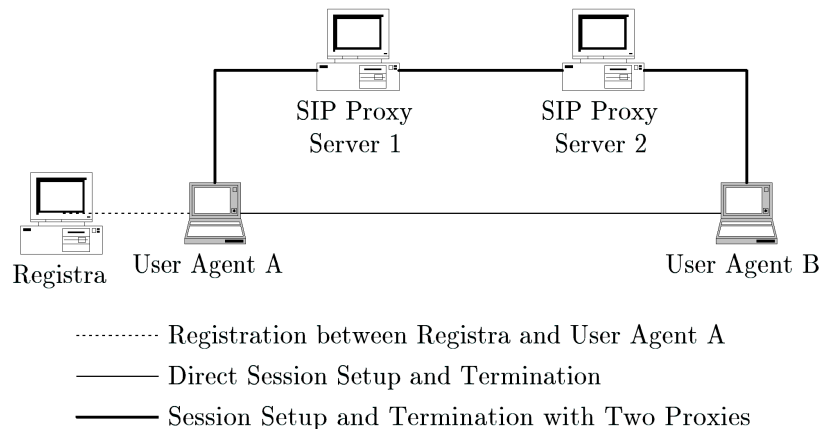 SIP Proxy
Server 1
SIP Proxy
Server 2
Registra
User Agent A
User Agent B
Registration between Registra and User Agent A
Direct Session Setup and Termination
Session Setup and Termination with Two Proxies